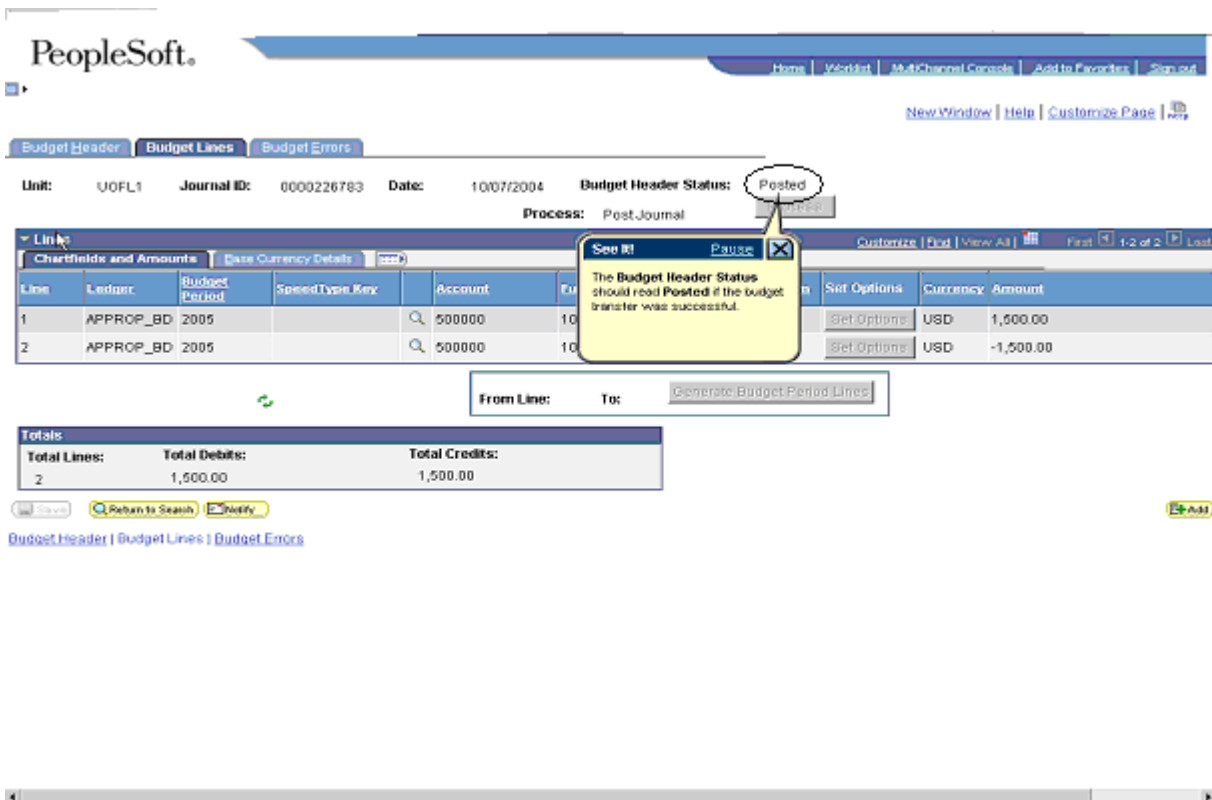 PeopleSoft.
Home | Worklist | MultiChannel Console | Add to Favorites | Sign out
New Window | Help | Customize Page |
Budget Header Budget Lines Budget Errors
Unit: UOFL1 Journal ID: 0000226783 Date: 10/07/2004 Budget Header Status: Posted
Process: Post Journal
Lines Customize | Find | View All | First 1-2 of 2 Last
Chartfields and Amounts Base Currency Details
Line Ledger Budget Period SpeedType Key Account Set Options Currency Amount
1 APPROP_BD 2005 500000 10 Set Options USD 1,500.00
2 APPROP_BD 2005 500000 10 Set Options USD -1,500.00
See It! Pause
The Budget Header Status
should read Posted if the budget
transfer was successful.
From Line: To: Generate Budget Period Lines
Totals
Total Lines: Total Debits: Total Credits:
2 1,500.00 1,500.00
Save Return to Search Notify Add
Budget Header | Budget Lines | Budget Errors